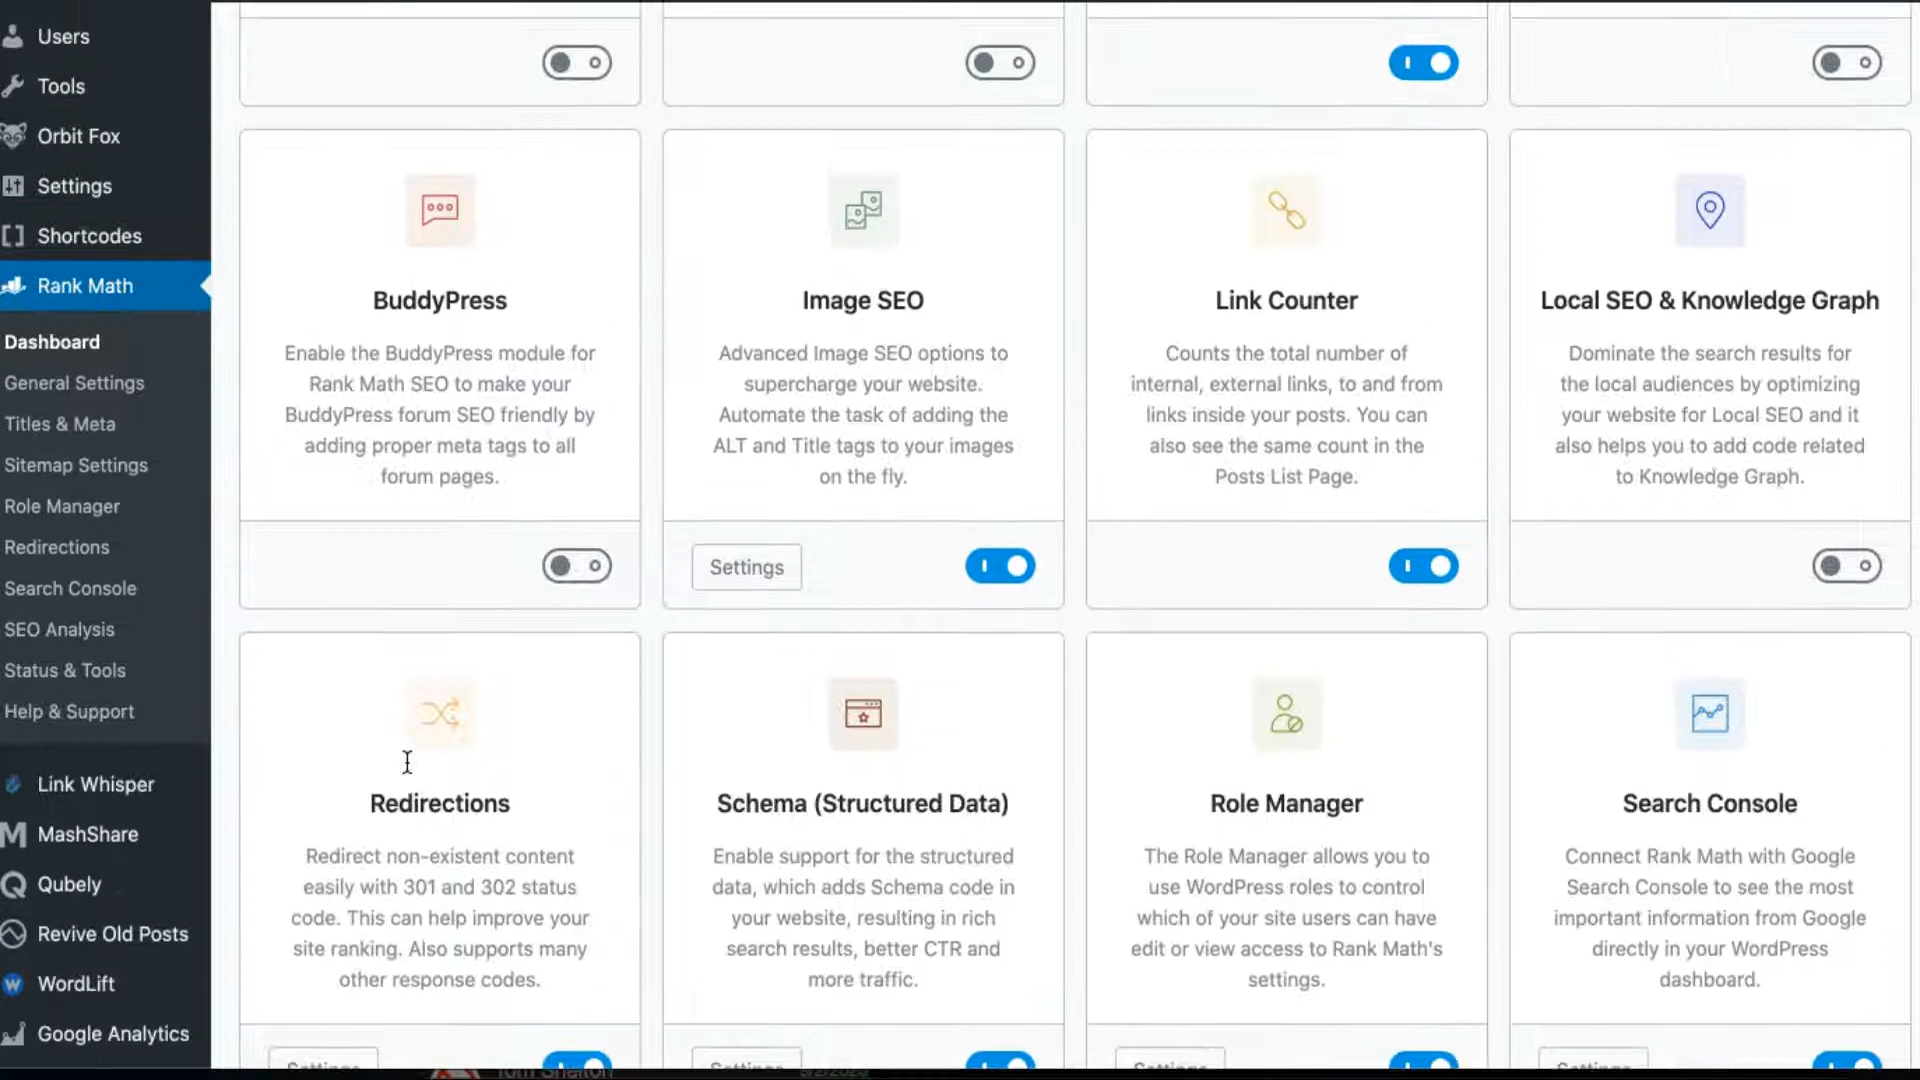 Users
Tools
Orbit Fox
Settings
Shortcodes
Rank Math
Dashboard
General Settings
Titles & Meta
Sitemap Settings
Role Manager
Redirections
Search Console
SEO Analysis
Status & Tools
Help & Support
Link Whisper
MashShare
Qubely
Revive Old Posts
WordLift
Google Analytics
BuddyPress
Enable the BuddyPress module for
Rank Math SEO to make your
BuddyPress forum SEO friendly by
adding proper meta tags to all
forum pages.
Image SEO
Advanced Image SEO options to
supercharge your website.
Automate the task of adding the
ALT and Title tags to your images
on the fly.
Settings
Link Counter
Counts the total number of
internal, external links, to and from
links inside your posts. You can
also see the same count in the
Posts List Page.
Local SEO & Knowledge Graph
Dominate the search results for
the local audiences by optimizing
your website for Local SEO and it
also helps you to add code related
to Knowledge Graph.
Redirections
Redirect non-existent content
easily with 301 and 302 status
code. This can help improve your
site ranking. Also supports many
other response codes.
Settings
Schema (Structured Data)
Enable support for the structured
data, which adds Schema code in
your website, resulting in rich
search results, better CTR and
more traffic.
Settings
Role Manager
The Role Manager allows you to
use WordPress roles to control
which of your site users can have
edit or view access to Rank Math's
settings.
Settings
Search Console
Connect Rank Math with Google
Search Console to see the most
important information from Google
directly in your WordPress
dashboard.
Settings